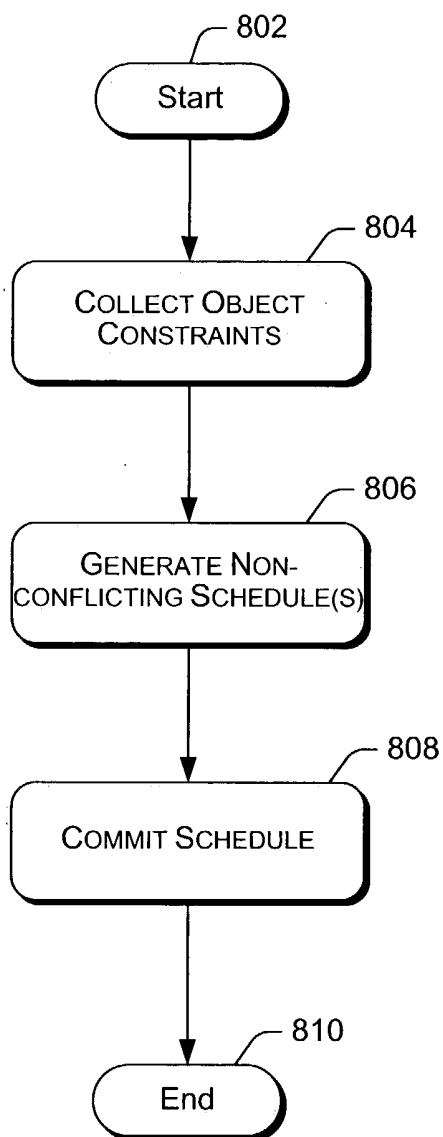 802
Start
804
COLLECT OBJECT
CONSTRAINTS
806
GENERATE NON-
CONFLICTING SCHEDULE(S)
808
COMMIT SCHEDULE
810
End